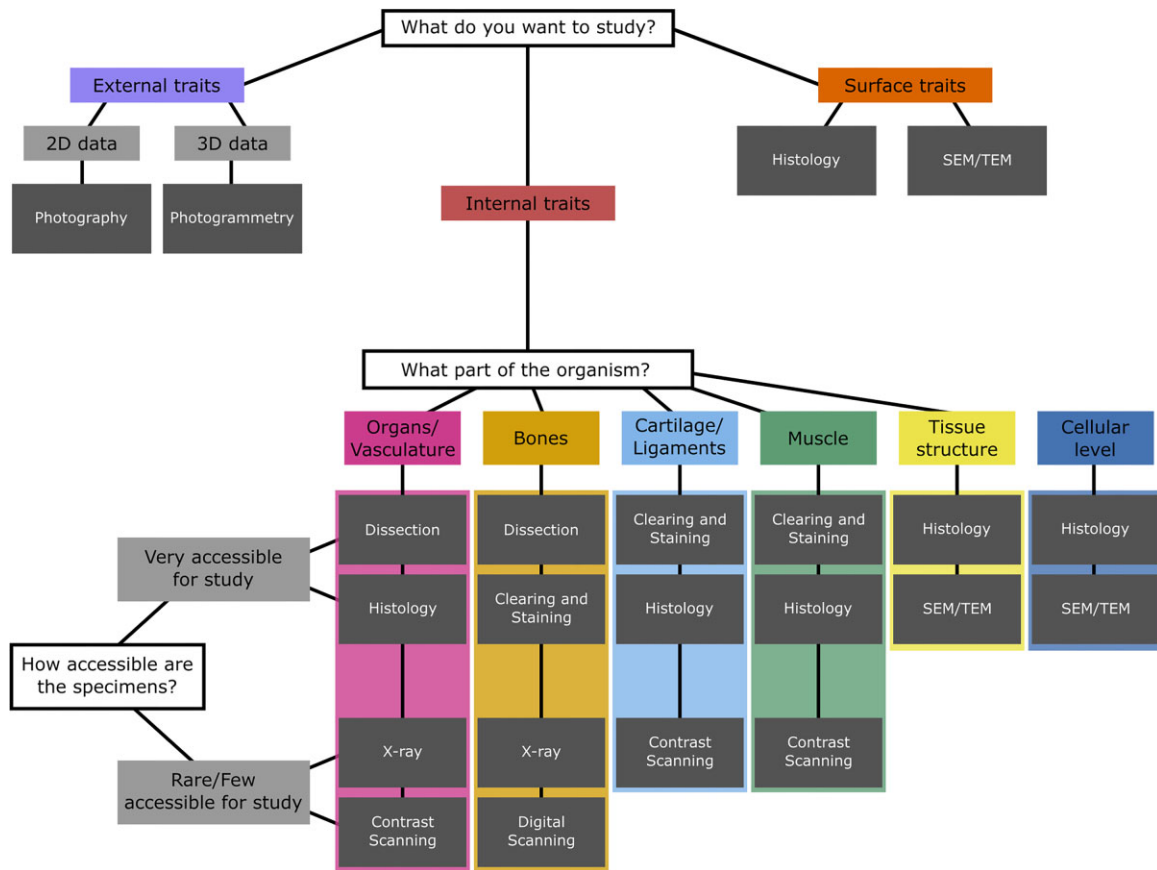 What do you want to study?
External traits
Surface traits
2D data
3D data
Histology
SEM/TEM
Photography
Photogrammetry
Internal traits
What part of the organism?
Organs/
Vasculature
Bones
Cartilage/
Ligaments
Muscle
Tissue
structure
Cellular
level
Very accessible
for study
Dissection
Dissection
Clearing and
Staining
Clearing and
Staining
Histology
Histology
Histology
Clearing and
Staining
Histology
Histology
SEM/TEM
SEM/TEM
How accessible are
the specimens?
Rare/Few
accessible for study
X-ray
X-ray
Contrast
Scanning
Contrast
Scanning
Contrast
Scanning
Digital
Scanning